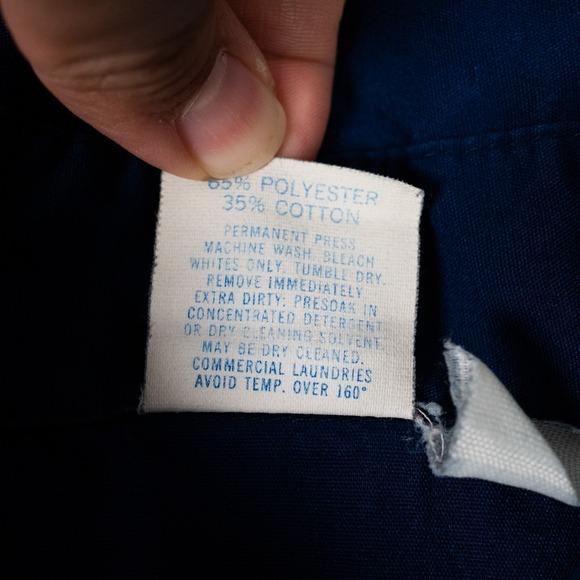 65% POLYESTER
35% COTTON
PERMANENT PRESS
MACHINE WASH. BLEACH
WHITES ONLY. TUMBLE DRY.
REMOVE IMMEDIATELY
EXTRA DIRTY: PRESOAK IN
CONCENTRATED DETERGENT
OR DRY CLEANING SOLVENT.
MAY BE DRY CLEANED.
COMMERCIAL LAUNDRIES
AVOID TEMP. OVER 160°